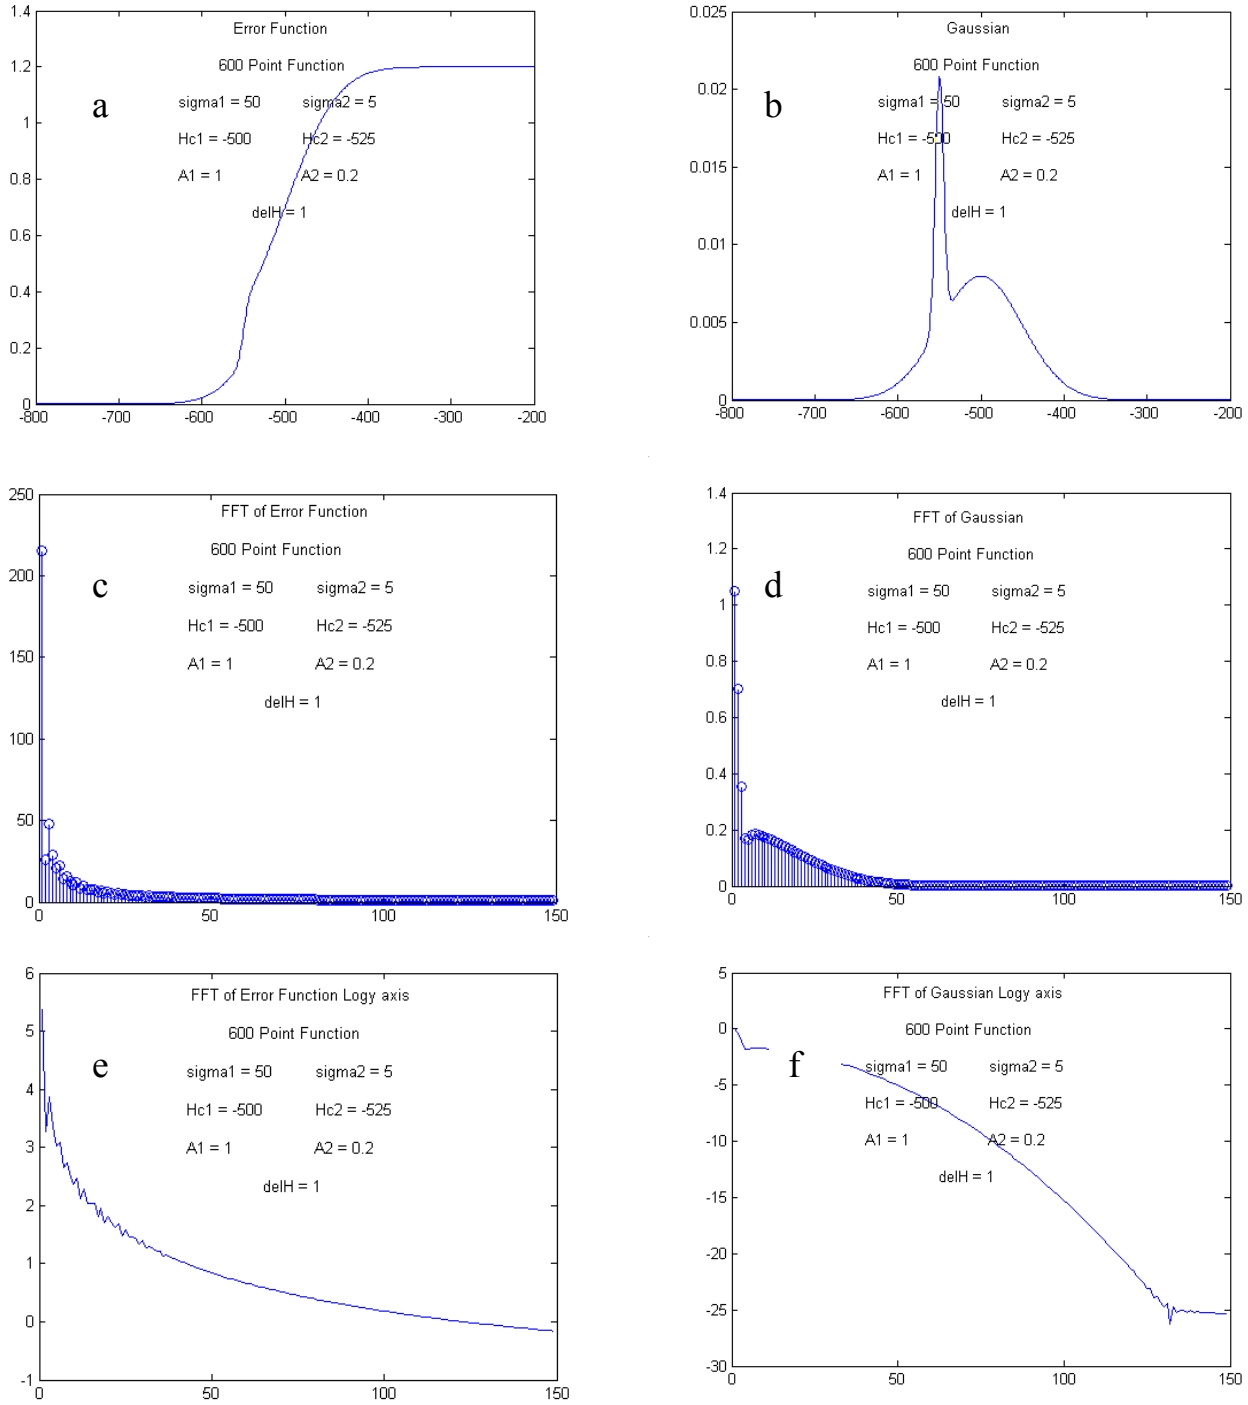 1.4
1.2
1
0.8
0.6
0.4
0.2
0
-800 -700 -600 -500 -400 -300 -200
Error Function
600 Point Function
a
sigma1 = 50 sigma2 = 5
Hc1 = -500 Hc2 = -525
A1 = 1 A2 = 0.2
delH = 1
0.025
0.02
0.015
0.01
0.005
0
-800 -700 -600 -500 -400 -300 -200
Gaussian
600 Point Function
b
sigma1 = 50 sigma2 = 5
Hc1 = -500 Hc2 = -525
A1 = 1 A2 = 0.2
delH = 1
250
200
150
100
50
0
0 50 100 150
FFT of Error Function
600 Point Function
c
sigma1 = 50 sigma2 = 5
Hc1 = -500 Hc2 = -525
A1 = 1 A2 = 0.2
delH = 1
1.4
1.2
1
0.8
0.6
0.4
0.2
0
0 50 100 150
FFT of Gaussian
600 Point Function
d
sigma1 = 50 sigma2 = 5
Hc1 = -500 Hc2 = -525
A1 = 1 A2 = 0.2
delH = 1
6
5
4
3
2
1
0
-1
0 50 100 150
FFT of Error Function Logy axis
600 Point Function
e
sigma1 = 50 sigma2 = 5
Hc1 = -500 Hc2 = -525
A1 = 1 A2 = 0.2
delH = 1
5
0
-5
-10
-15
-20
-25
-30
0 50 100 150
FFT of Gaussian Logy axis
600 Point Function
f
sigma1 = 50 sigma2 = 5
Hc1 = -500 Hc2 = -525
A1 = 1 A2 = 0.2
delH = 1